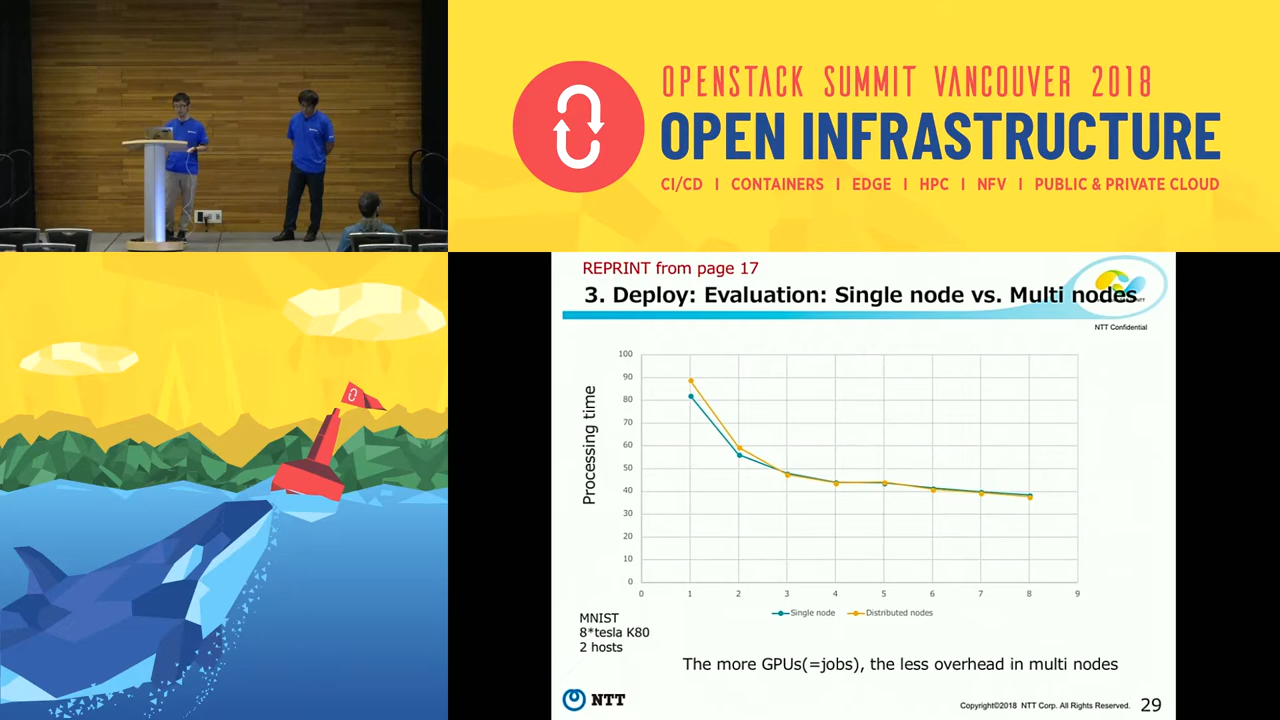 OPENSTACK SUMMIT VANCOUVER 2018
OPEN INFRASTRUCTURE
CI/CD | CONTAINERS | EDGE | HPC | NFV | PUBLIC & PRIVATE CLOUD
REPRINT from page 17
3. Deploy: Evaluation: Single node vs. Multi nodes
NTT Confidential
Processing time
100
90
80
70
60
50
40
30
20
10
0
0 1 2 3 4 5 6 7 8 9
Single node Distributed nodes
MNIST
8*tesla K80
2 hosts
The more GPUs(=jobs), the less overhead in multi nodes
NTT
Copyright©2018 NTT Corp. All Rights Reserved. 29